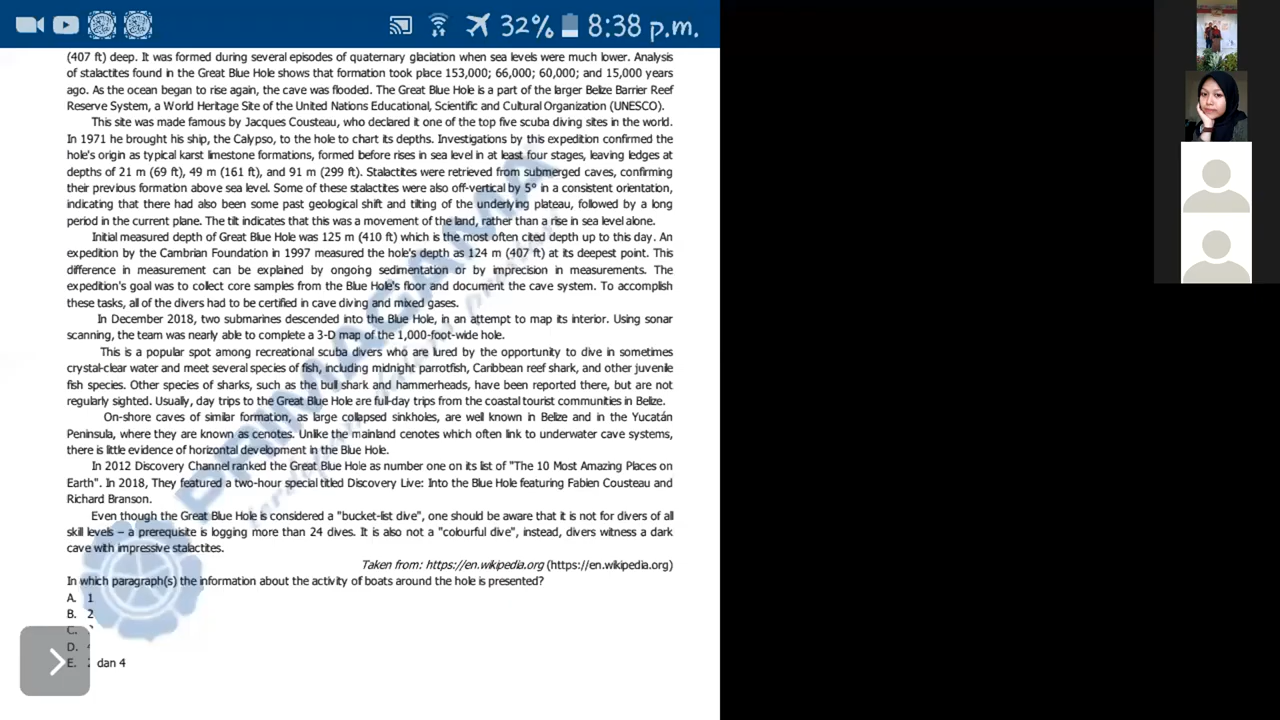 32% 8:38 p.m.
(407 ft) deep. It was formed during several episodes of quaternary glaciation when sea levels were much lower. Analysis
of stalactites found in the Great Blue Hole shows that formation took place 153,000; 66,000; 60,000; and 15,000 years
ago. As the ocean began to rise again, the cave was flooded. The Great Blue Hole is a part of the larger Belize Barrier Reef
Reserve System, a World Heritage Site of the United Nations Educational, Scientific and Cultural Organization (UNESCO).
This site was made famous by Jacques Cousteau, who declared it one of the top five scuba diving sites in the world.
In 1971 he brought his ship, the Calypso, to the hole to chart its depths. Investigations by this expedition confirmed the
hole's origin as typical karst limestone formations, formed before rises in sea level in at least four stages, leaving ledges at
depths of 21 m (69 ft), 49 m (161 ft), and 91 m (299 ft). Stalactites were retrieved from submerged caves, confirming
their previous formation above sea level. Some of these stalactites were also off-vertical by 5° in a consistent orientation,
indicating that there had also been some past geological shift and tilting of the underlying plateau, followed by a long
period in the current plane. The tilt indicates that this was a movement of the land, rather than a rise in sea level alone.
Initial measured depth of Great Blue Hole was 125 m (410 ft) which is the most often cited depth up to this day. An
expedition by the Cambrian Foundation in 1997 measured the hole's depth as 124 m (407 ft) at its deepest point. This
difference in measurement can be explained by ongoing sedimentation or by imprecision in measurements. The
expedition's goal was to collect core samples from the Blue Hole's floor and document the cave system. To accomplish
these tasks, all of the divers had to be certified in cave diving and mixed gases.
In December 2018, two submarines descended into the Blue Hole, in an attempt to map its interior. Using sonar
scanning, the team was nearly able to complete a 3-D map of the 1,000-foot-wide hole.
This is a popular spot among recreational scuba divers who are lured by the opportunity to dive in sometimes
crystal-clear water and meet several species of fish, including midnight parrotfish, Caribbean reef shark, and other juvenile
fish species. Other species of sharks, such as the bull shark and hammerheads, have been reported there, but are not
regularly sighted. Usually, day trips to the Great Blue Hole are full-day trips from the coastal tourist communities in Belize.
On-shore caves of similar formation, as large collapsed sinkholes, are well known in Belize and in the Yucatán
Peninsula, where they are known as cenotes. Unlike the mainland cenotes which often link to underwater cave systems,
there is little evidence of horizontal development in the Blue Hole.
In 2012 Discovery Channel ranked the Great Blue Hole as number one on its list of "The 10 Most Amazing Places on
Earth". In 2018, They featured a two-hour special titled Discovery Live: Into the Blue Hole featuring Fabien Cousteau and
Richard Branson.
Even though the Great Blue Hole is considered a "bucket-list dive", one should be aware that it is not for divers of all
skill levels – a prerequisite is logging more than 24 dives. It is also not a "colourful dive", instead, divers witness a dark
cave with impressive stalactites.
Taken from: https://en.wikipedia.org (https://en.wikipedia.org)
In which paragraph(s) the information about the activity of boats around the hole is presented?
A. 1
B. 2
C.
D.
E. dan 4
PRIMAGAMA